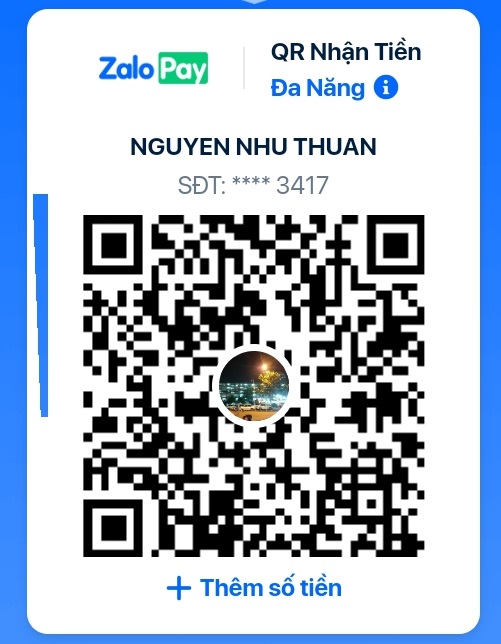 ZaloPay
QR Nhận Tiền
Đa Năng
NGUYEN NHU THUAN
SĐT: **** 3417
Thêm số tiền